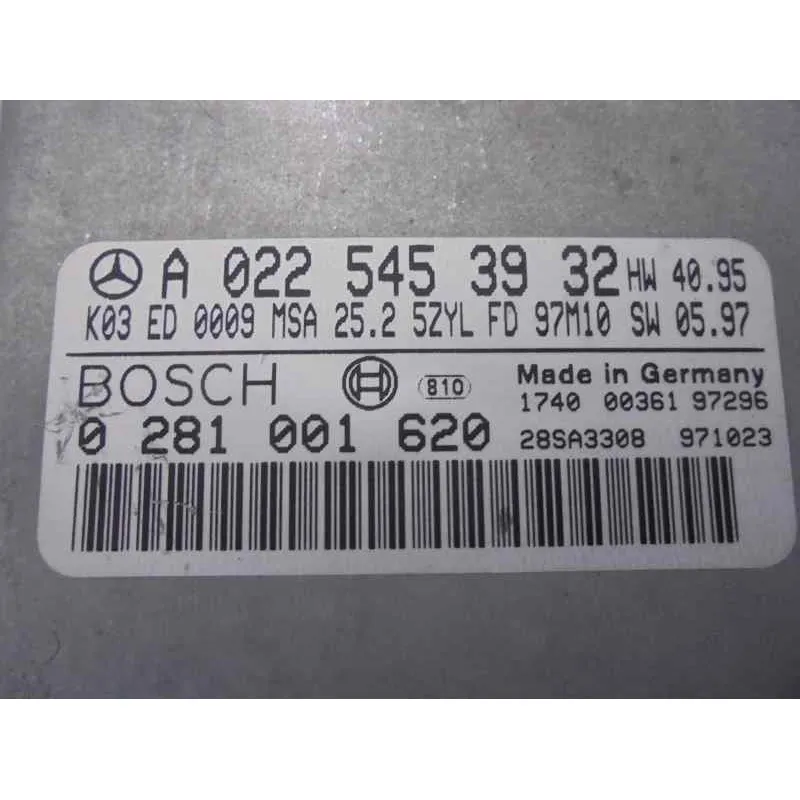 A 022 545 39 32 HW 40.95
K03 ED 0009 MSA 25.2 5ZYL FD 97M10 SW 05.97
BOSCH 810 Made in Germany
1740 00361 97296
0 281 001 620 28SA3308 971023